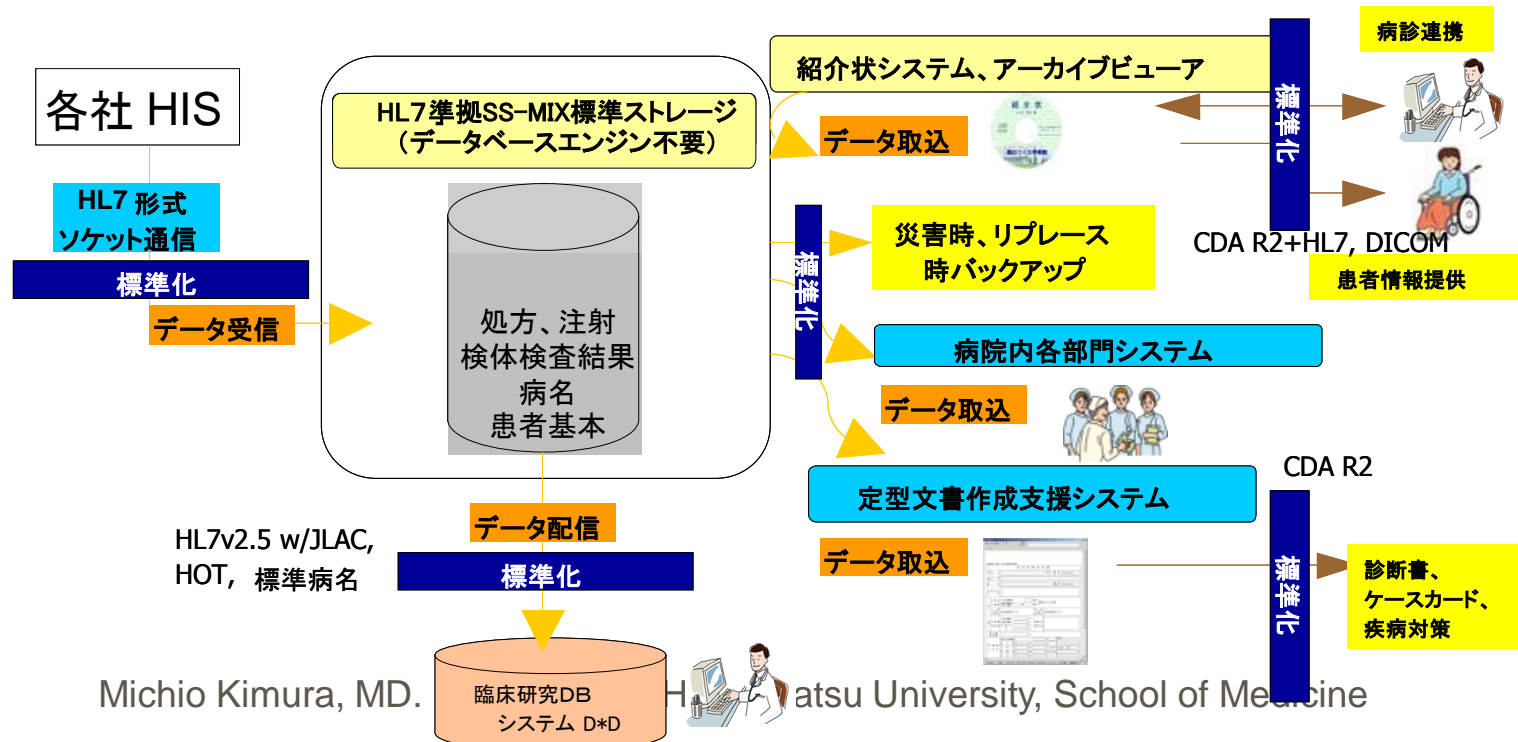 各社 HIS
HL7 形式
ソケット通信
標準化
データ受信
HL7準拠SS-MIX標準ストレージ
（データベースエンジン不要）
処方、注射
検体検査結果
病名
患者基本
データ配信
HL7v2.5 w/JLAC,
HOT, 標準病名
標準化
臨床研究DB
システム D*D
紹介状システム、アーカイブビューア
データ取込
紹介状
標準化
病診連携
CDA R2+HL7, DICOM
患者情報提供
標準化
災害時、リプレース
時バックアップ
病院内各部門システム
データ取込
定型文書作成支援システム
データ取込
CDA R2
標準化
診断書、
ケースカード、
疾病対策
Michio Kimura, MD. H atsu University, School of Medicine